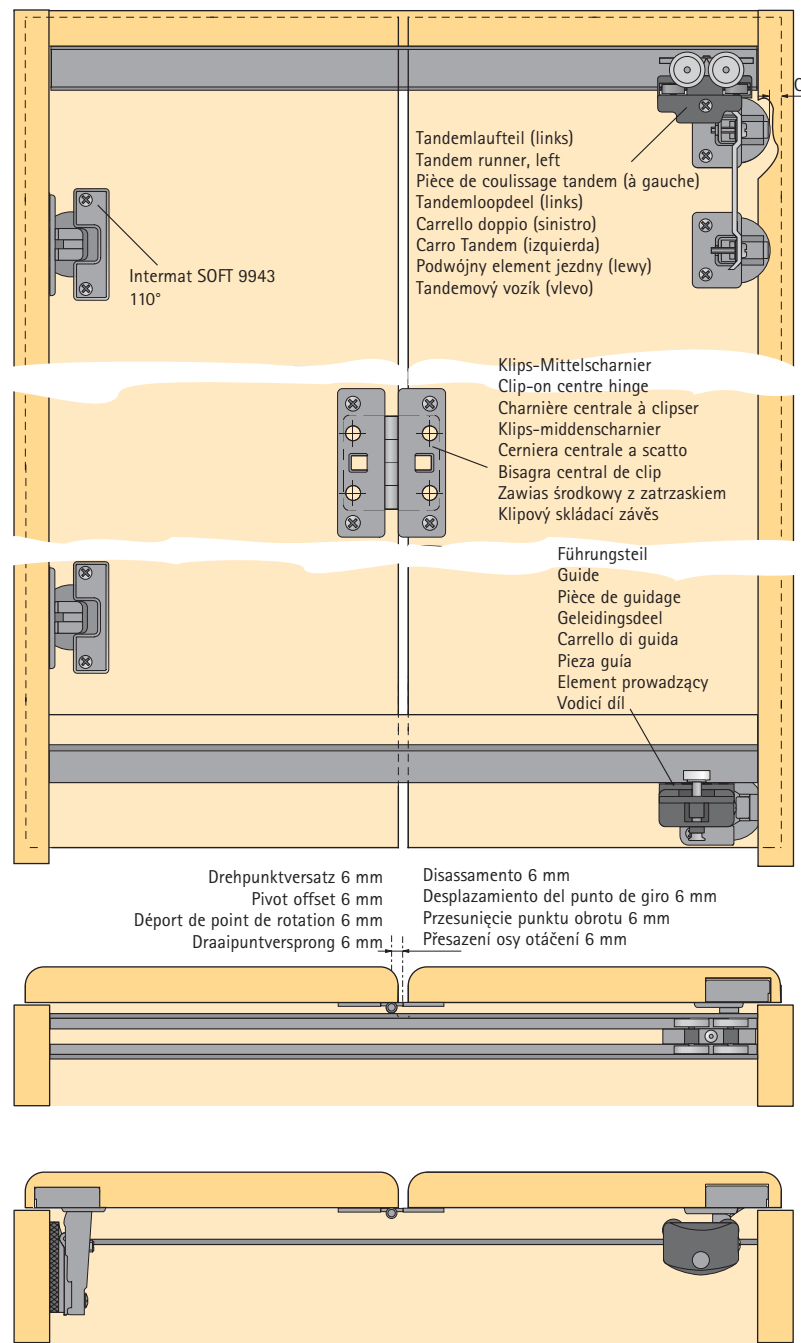 C
Tandemlaufteil (links)
Tandem runner, left
Pièce de coulissage tandem (à gauche)
Tandemloopdeel (links)
Carrello doppio (sinistro)
Carro Tandem (izquierda)
Podwójny element jezdny (lewy)
Tandemový vozík (vlevo)
Intermat SOFT 9943
110°
Klips-Mittelscharnier
Clip-on centre hinge
Charnière centrale à clipser
Klips-middenscharnier
Cerniera centrale a scatto
Bisagra central de clip
Zawias środkowy z zatrzaskiem
Klipový skládací závěs
Führungsteil
Guide
Pièce de guidage
Geleidingsdeel
Carrello di guida
Pieza guía
Element prowadzący
Vodicí díl
Drehpunktversatz 6 mm
Pivot offset 6 mm
Déport de point de rotation 6 mm
Draaipuntversprong 6 mm
Disassamento 6 mm
Desplazamiento del punto de giro 6 mm
Przesunięcie punktu obrotu 6 mm
Přesazení osy otáčení 6 mm